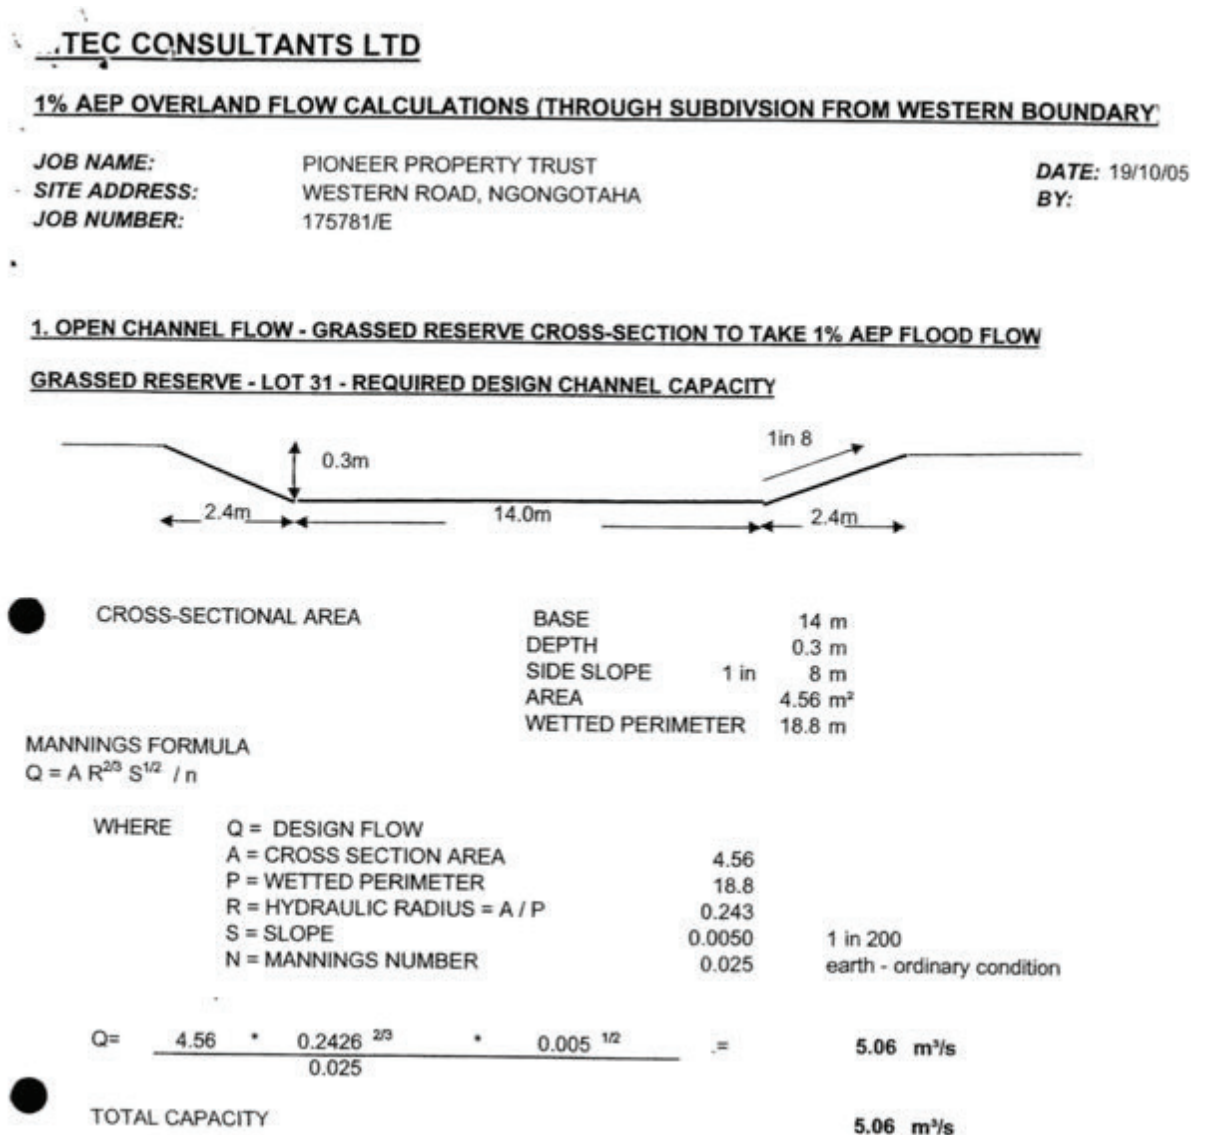 TEC CONSULTANTS LTD
1% AEP OVERLAND FLOW CALCULATIONS (THROUGH SUBDIVSION FROM WESTERN BOUNDARY)
JOB NAME: PIONEER PROPERTY TRUST DATE: 19/10/05
SITE ADDRESS: WESTERN ROAD, NGONGOTAHA BY:
JOB NUMBER: 175781/E
1. OPEN CHANNEL FLOW - GRASSED RESERVE CROSS-SECTION TO TAKE 1% AEP FLOOD FLOW
GRASSED RESERVE - LOT 31 - REQUIRED DESIGN CHANNEL CAPACITY
1in 8
0.3m
2.4m 14.0m 2.4m
CROSS-SECTIONAL AREA BASE 14 m
DEPTH 0.3 m
SIDE SLOPE 1 in 8 m
AREA 4.56 m²
WETTED PERIMETER 18.8 m
MANNINGS FORMULA
Q = A R^2/3 S^1/2 / n
WHERE Q = DESIGN FLOW
A = CROSS SECTION AREA 4.56
P = WETTED PERIMETER 18.8
R = HYDRAULIC RADIUS = A / P 0.243
S = SLOPE 0.0050 1 in 200
N = MANNINGS NUMBER 0.025 earth - ordinary condition
Q= 4.56 * 0.2426 ^2/3 * 0.005 ^1/2 .= 5.06 m³/s
0.025
TOTAL CAPACITY 5.06 m³/s